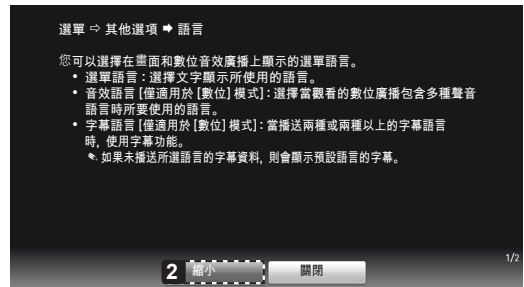 選單 ⇨ 其他選項 ➡ 語言
您可以選擇在畫面和數位音效廣播上顯示的選單語言。
• 選單語言：選擇文字顯示所使用的語言。
• 音效語言 [僅適用於 [數位] 模式]：選擇當觀看的數位廣播包含多種聲音
語言時所要使用的語言。
• 字幕語言 [僅適用於 [數位] 模式]：當播送兩種或兩種以上的字幕語言
時, 使用字幕功能。
✎ 如果未播送所選語言的字幕資料, 則會顯示預設語言的字幕。
1/2
2 縮小 關閉